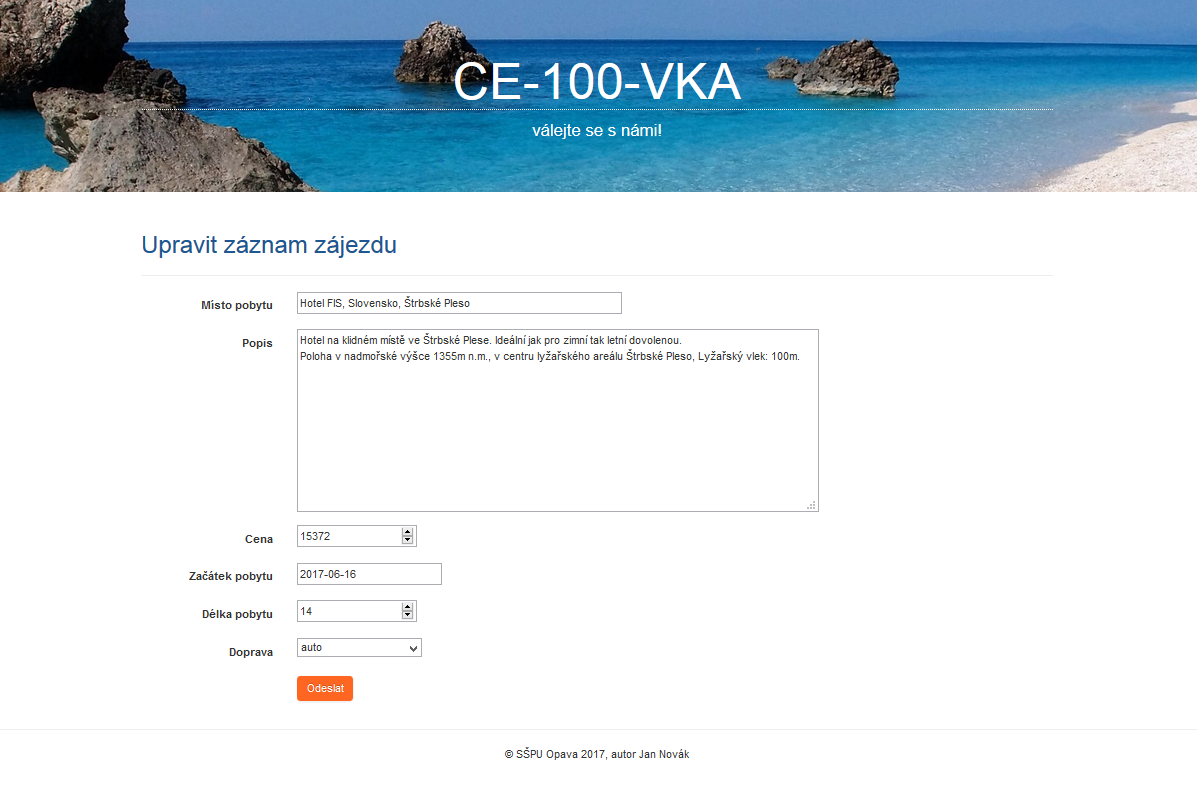 CE-100-VKA
válejte se s námi!
Upravit záznam zájezdu
Místo pobytu Hotel FIS, Slovensko, Štrbské Pleso
Popis Hotel na klidném místě ve Štrbské Plese. Ideální jak pro zimní tak letní dovolenou.
Poloha v nadmořské výšce 1355m n.m., v centru lyžařského areálu Štrbské Pleso, Lyžařský vlek: 100m.
Cena 15372
Začátek pobytu 2017-06-16
Délka pobytu 14
Doprava auto
Odeslat
© SŠPU Opava 2017, autor Jan Novák